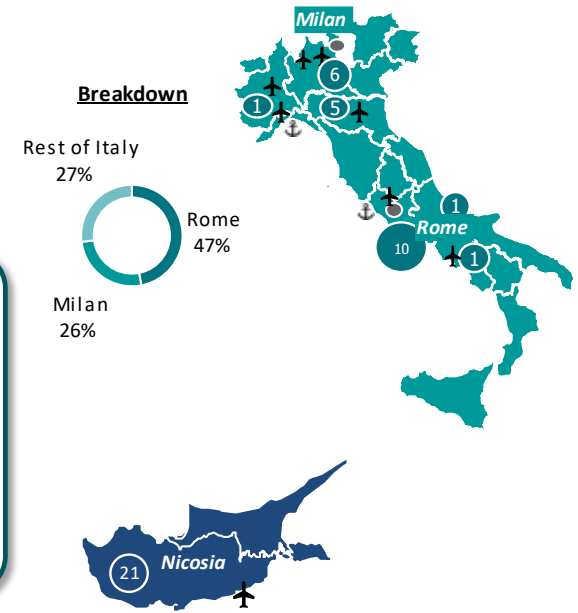 Milan
6
Breakdown
1
5
Rest of Italy
27%
Rome
47%
1
Rome
10
1
Milan
26%
Nicosia
21